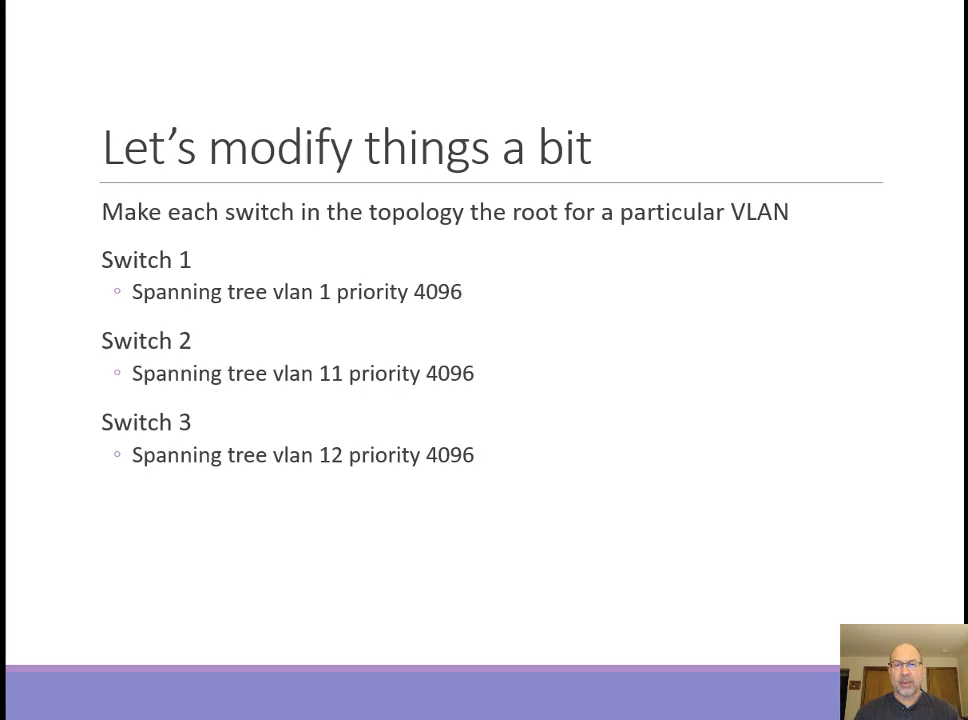 Let’s modify things a bit
Make each switch in the topology the root for a particular VLAN
Switch 1
Spanning tree vlan 1 priority 4096
Switch 2
Spanning tree vlan 11 priority 4096
Switch 3
Spanning tree vlan 12 priority 4096